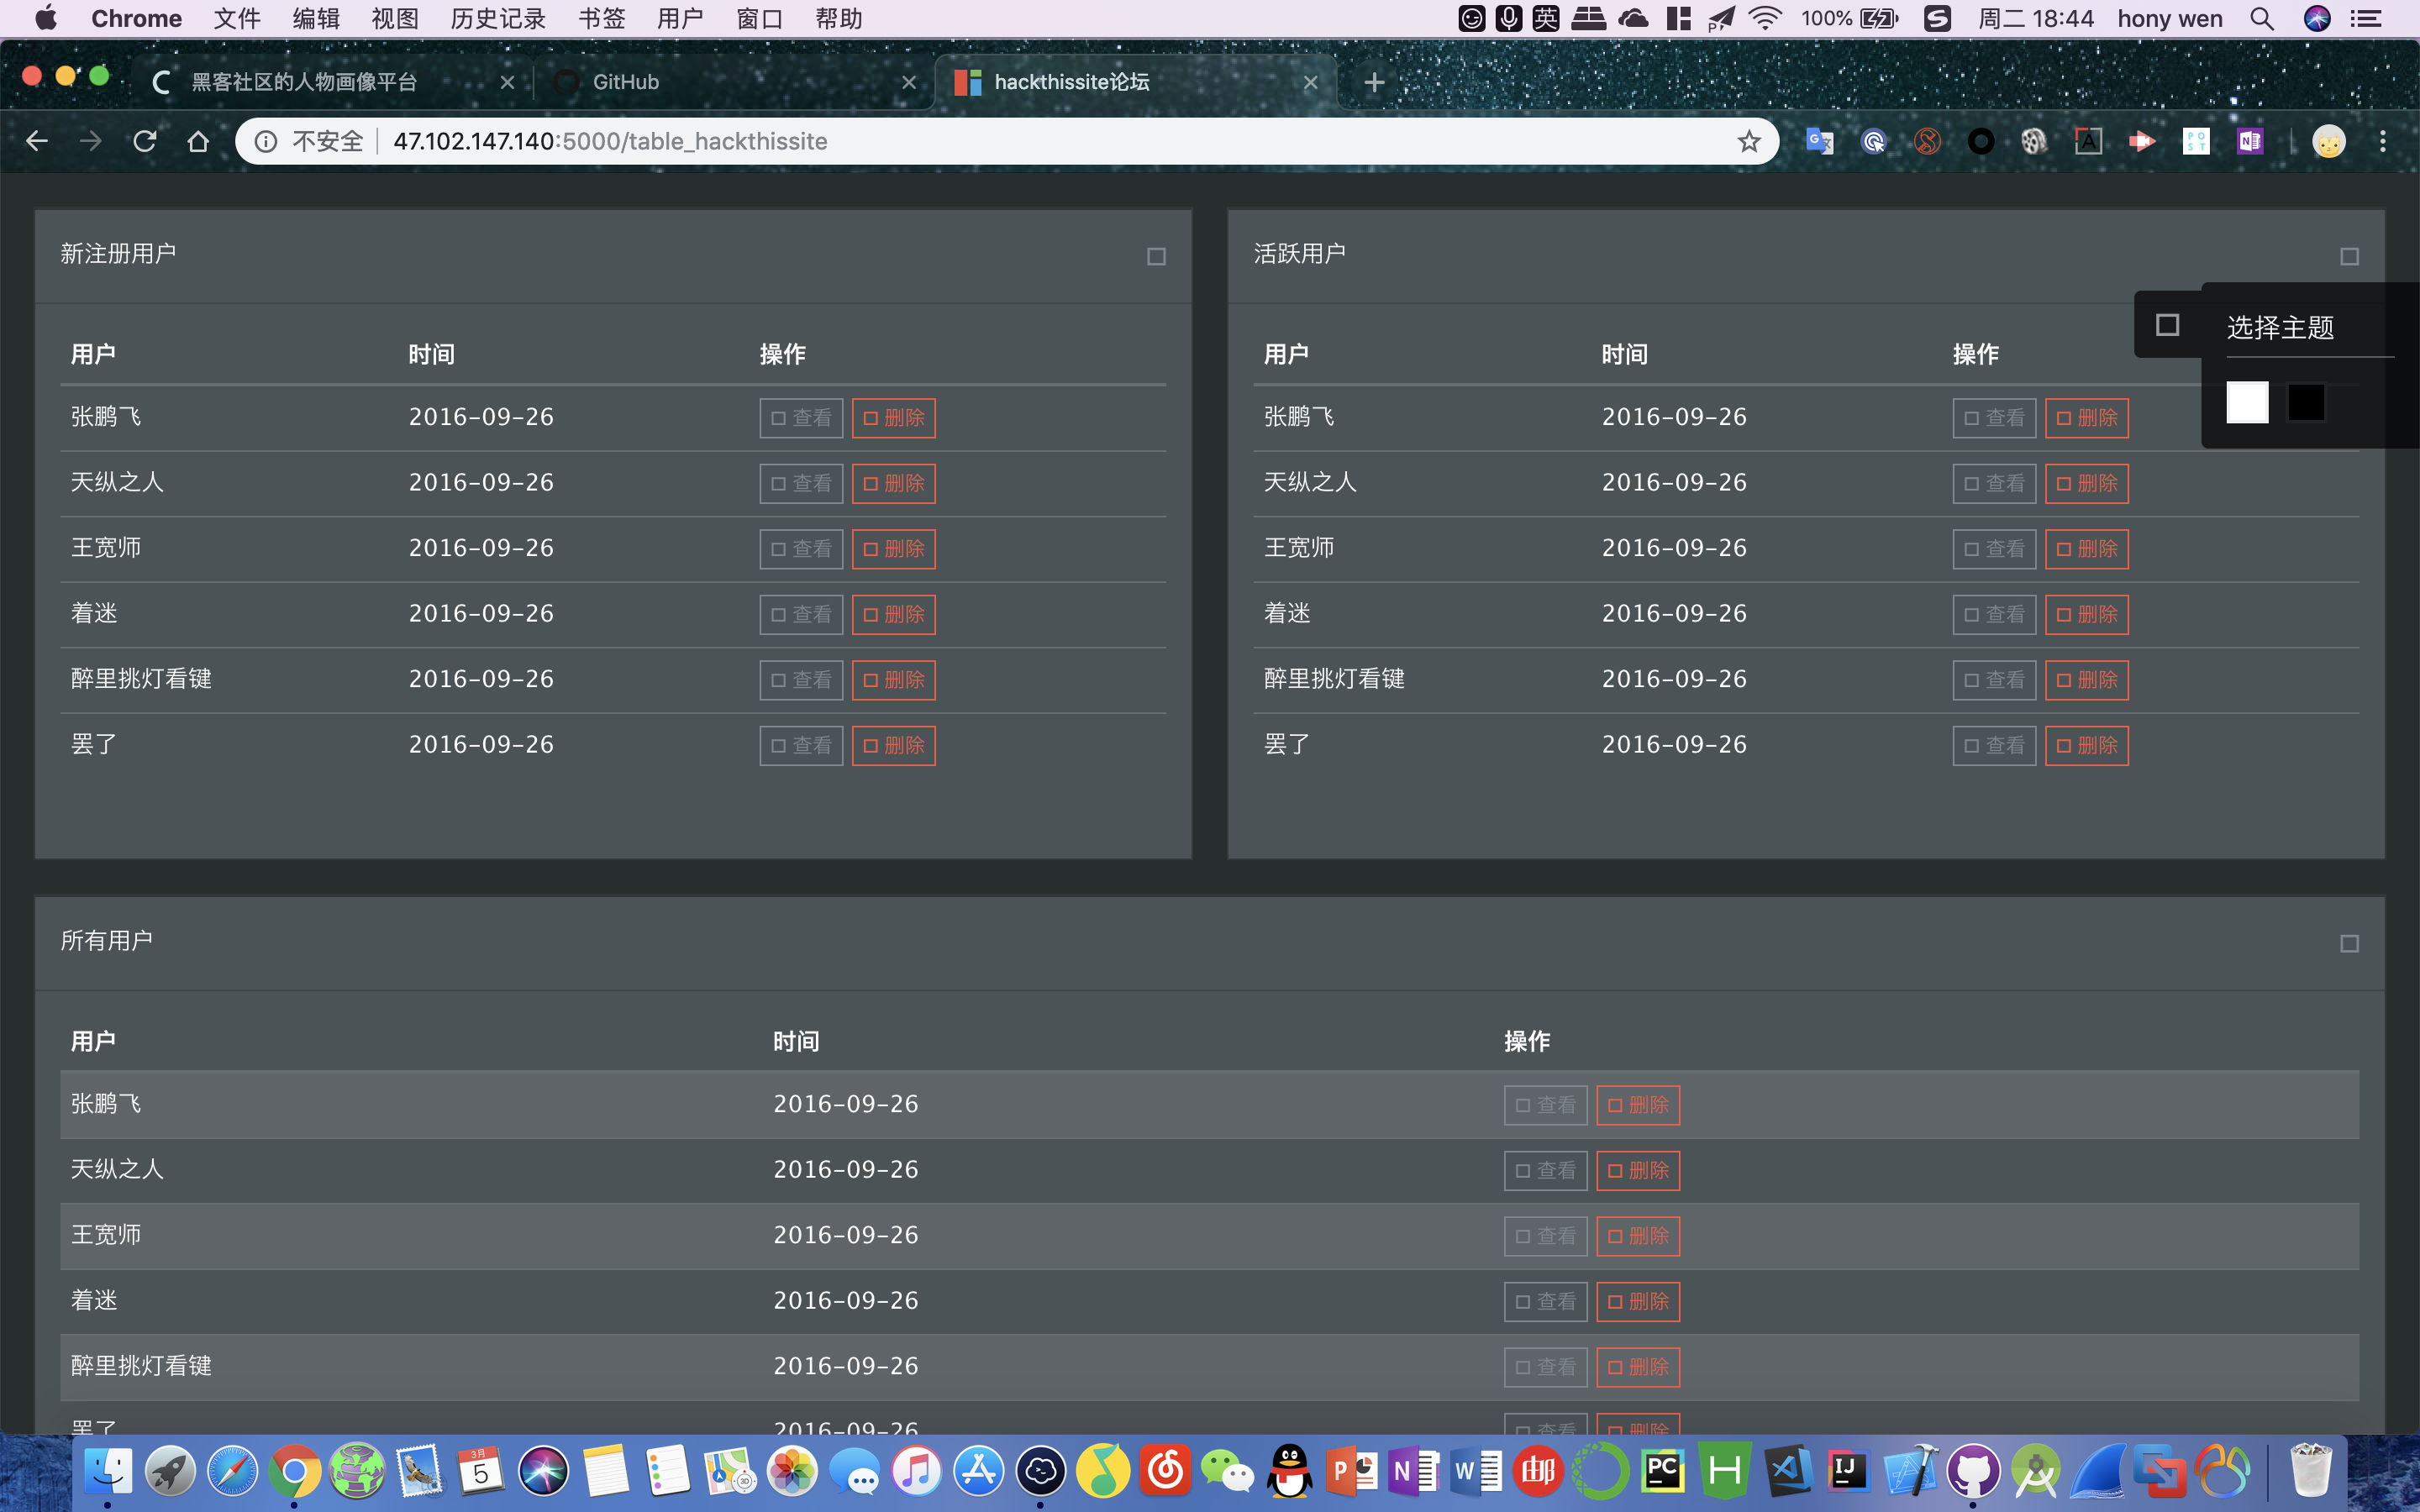 Chrome 文件 编辑 视图 历史记录 书签 用户 窗口 帮助 英 100% 周二 18:44 hony wen
黑客社区的人物画像平台 GitHub hackthissite论坛
不安全 47.102.147.140:5000/table_hackthissite
新注册用户
用户 时间 操作
张鹏飞 2016-09-26 查看 删除
天纵之人 2016-09-26 查看 删除
王宽师 2016-09-26 查看 删除
着迷 2016-09-26 查看 删除
醉里挑灯看键 2016-09-26 查看 删除
罢了 2016-09-26 查看 删除
活跃用户
选择主题
用户 时间 操作
张鹏飞 2016-09-26 查看 删除
天纵之人 2016-09-26 查看 删除
王宽师 2016-09-26 查看 删除
着迷 2016-09-26 查看 删除
醉里挑灯看键 2016-09-26 查看 删除
罢了 2016-09-26 查看 删除
所有用户
用户 时间 操作
张鹏飞 2016-09-26 查看 删除
天纵之人 2016-09-26 查看 删除
王宽师 2016-09-26 查看 删除
着迷 2016-09-26 查看 删除
醉里挑灯看键 2016-09-26 查看 删除
罢了 2016-09-26 查看 删除
3月 5 3D P N W 邮 PC H IJ